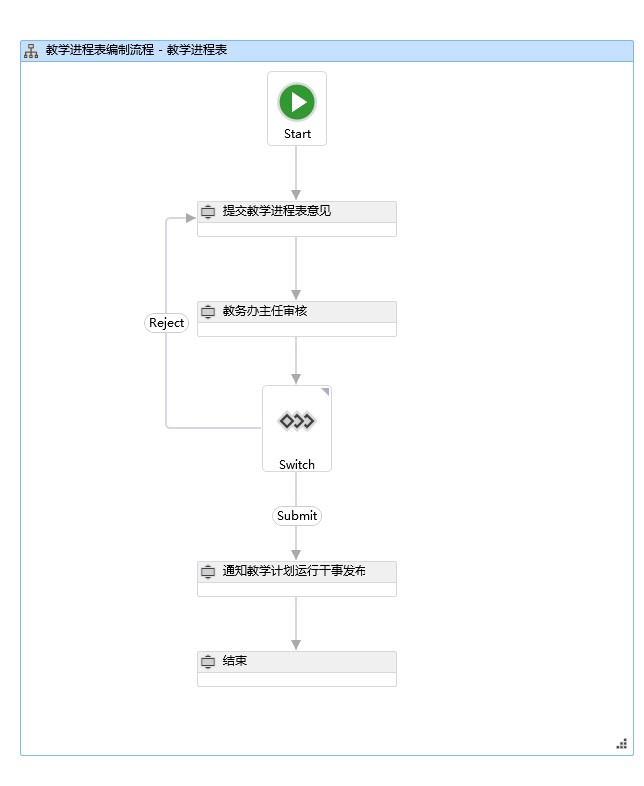 教学进程表编制流程 - 教学进程表
Start
提交教学进程表意见
教务办主任审核
Reject
Switch
Submit
通知教学计划运行干事发布
结束